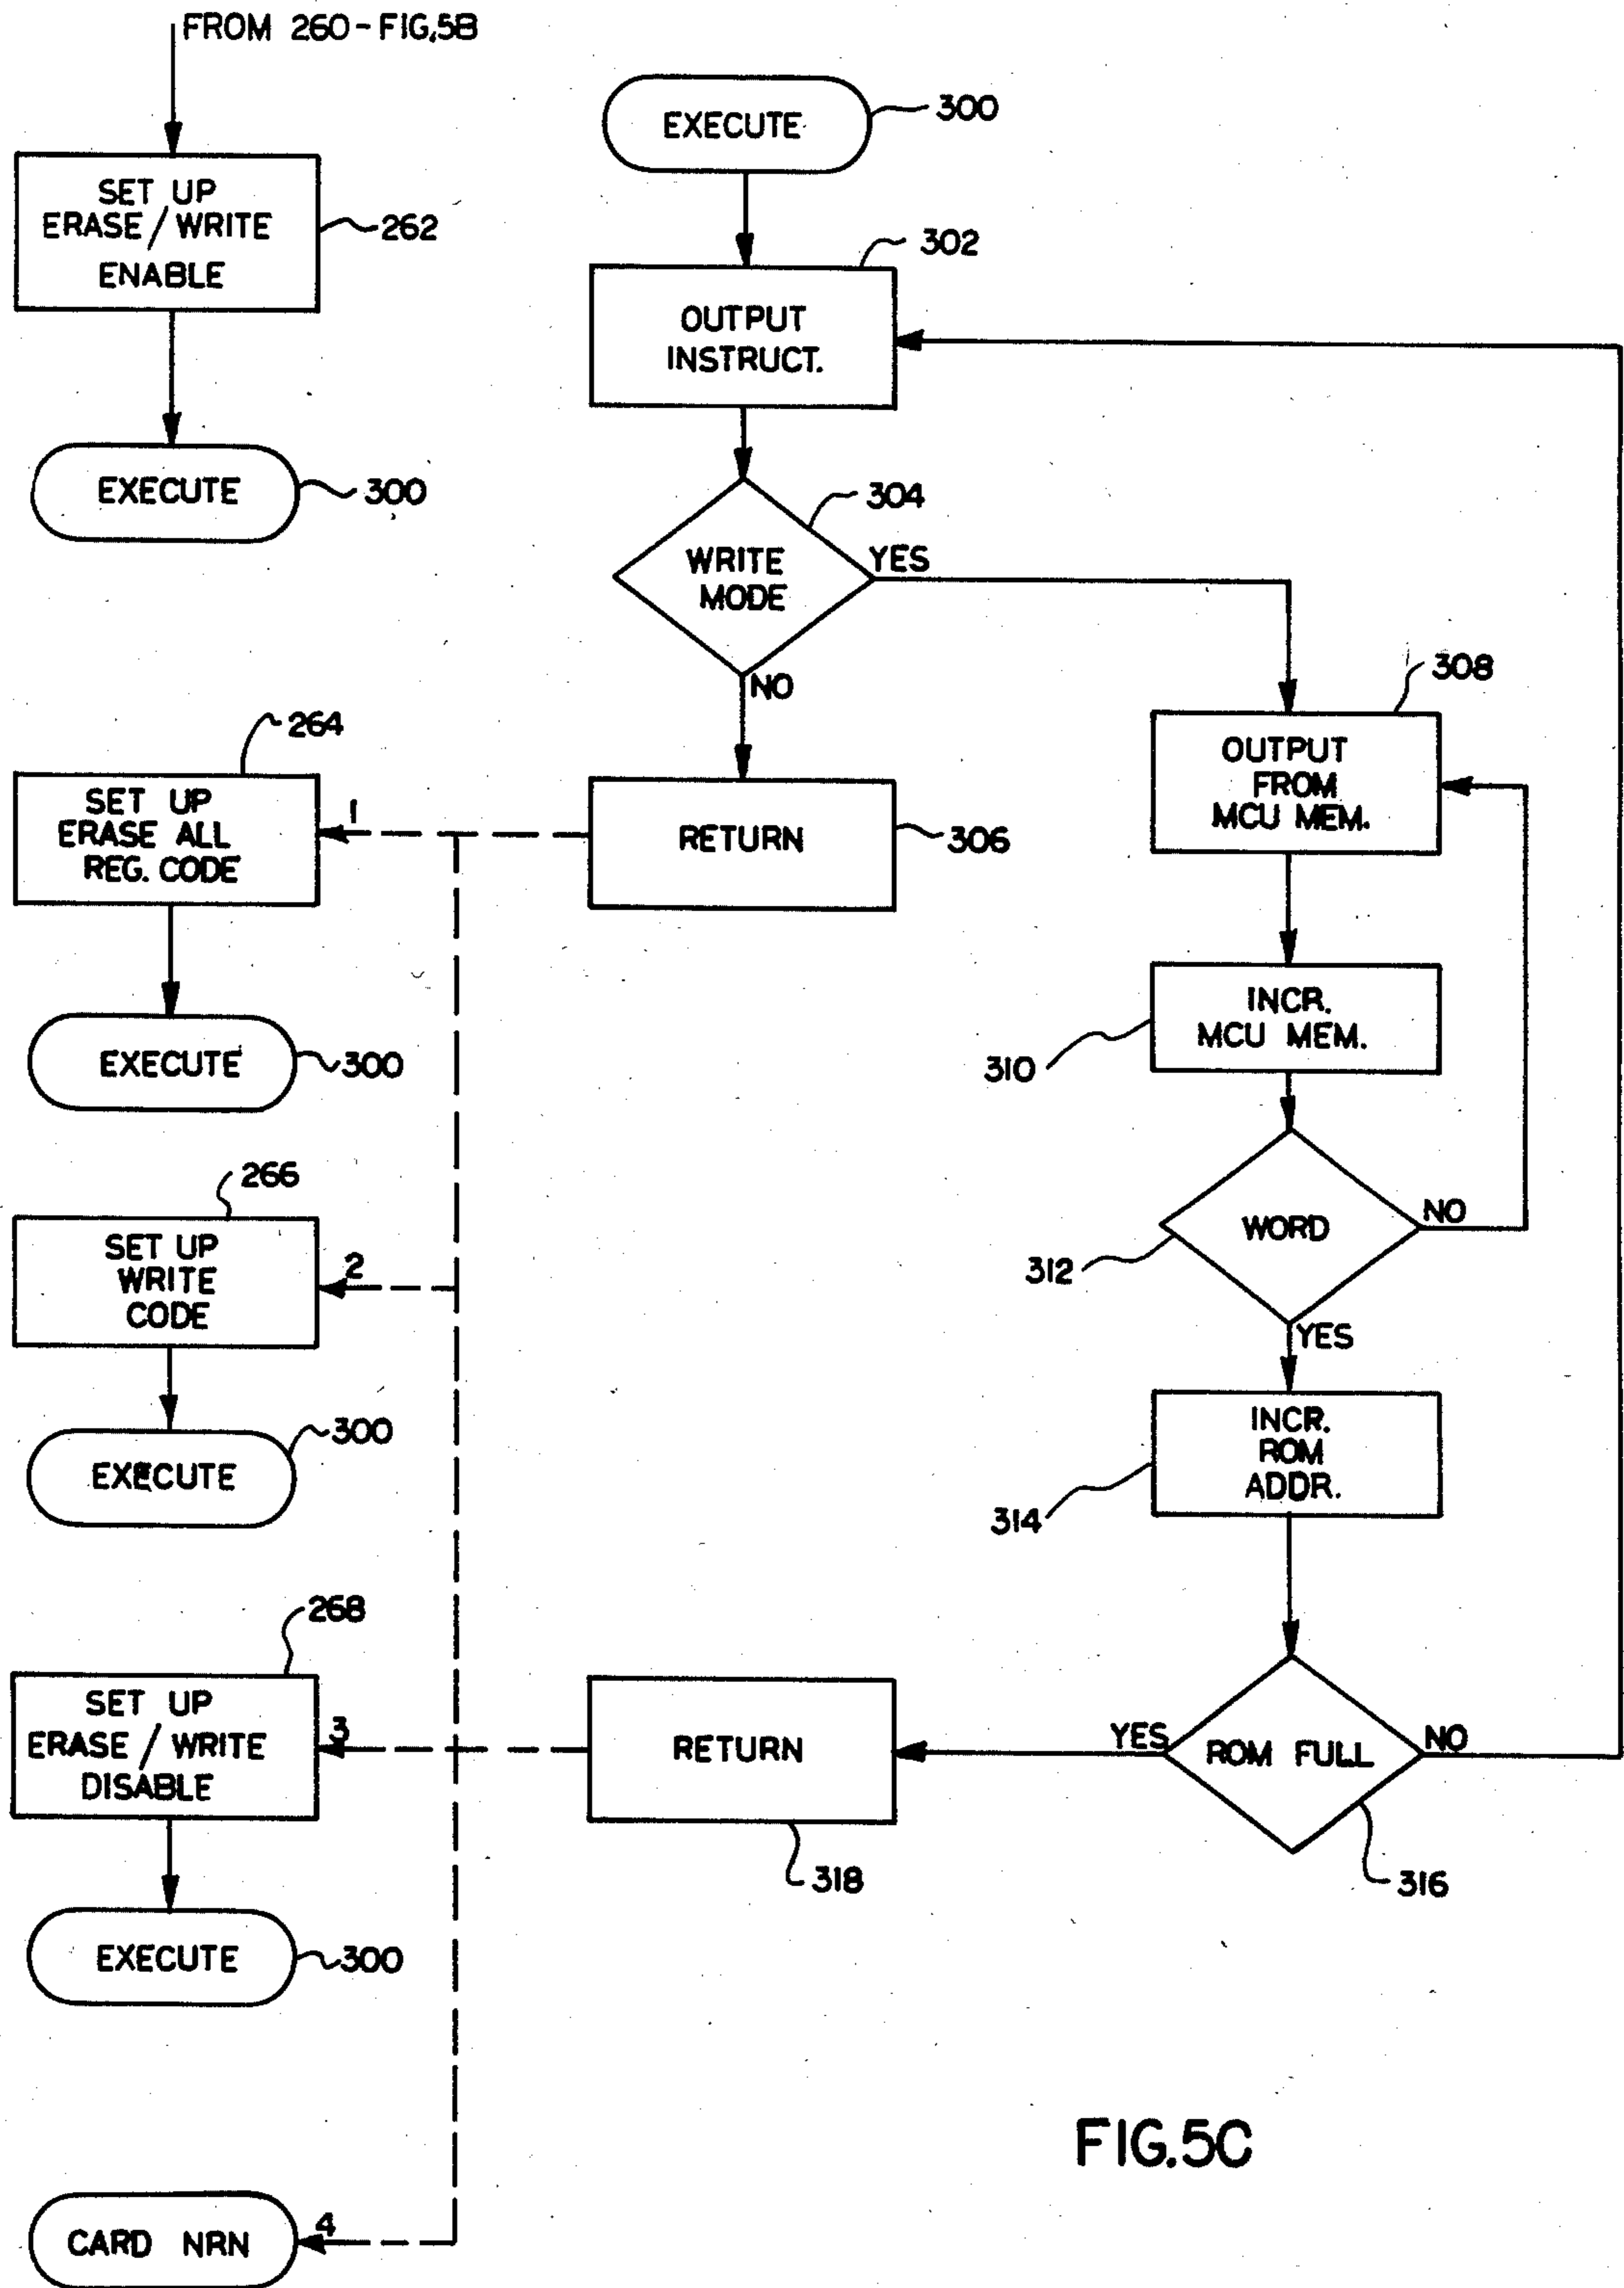 FROM 260-FIG,5B
SET UP
ERASE/WRITE
ENABLE
262
EXECUTE
300
EXECUTE
300
OUTPUT
INSTRUCT.
302
WRITE
MODE
304
YES
NO
RETURN
306
OUTPUT
FROM
MCU MEM.
308
INCR.
MCU MEM.
310
WORD
312
NO
YES
INCR.
ROM
ADDR.
314
ROM FULL
316
NO
YES
RETURN
318
SET UP
ERASE ALL
REG. CODE
264
1
EXECUTE
300
SET UP
WRITE
CODE
266
2
EXECUTE
300
SET UP
ERASE/WRITE
DISABLE
268
3
EXECUTE
300
CARD NRN
4
FIG.5C